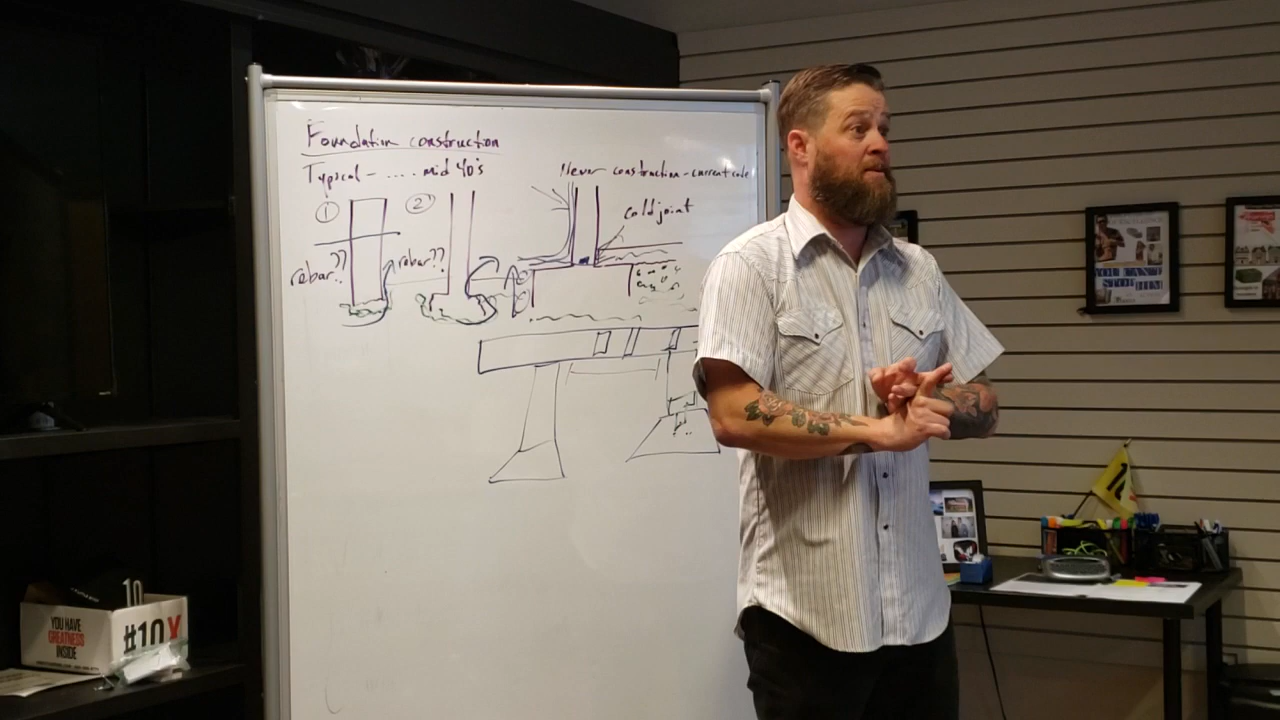 Foundation construction
Typical - .... mid 40's
Newer construction - current code
① ②
cold joint
rebar?? rebar??
10
YOU HAVE
GREATNESS
INSIDE
#10X